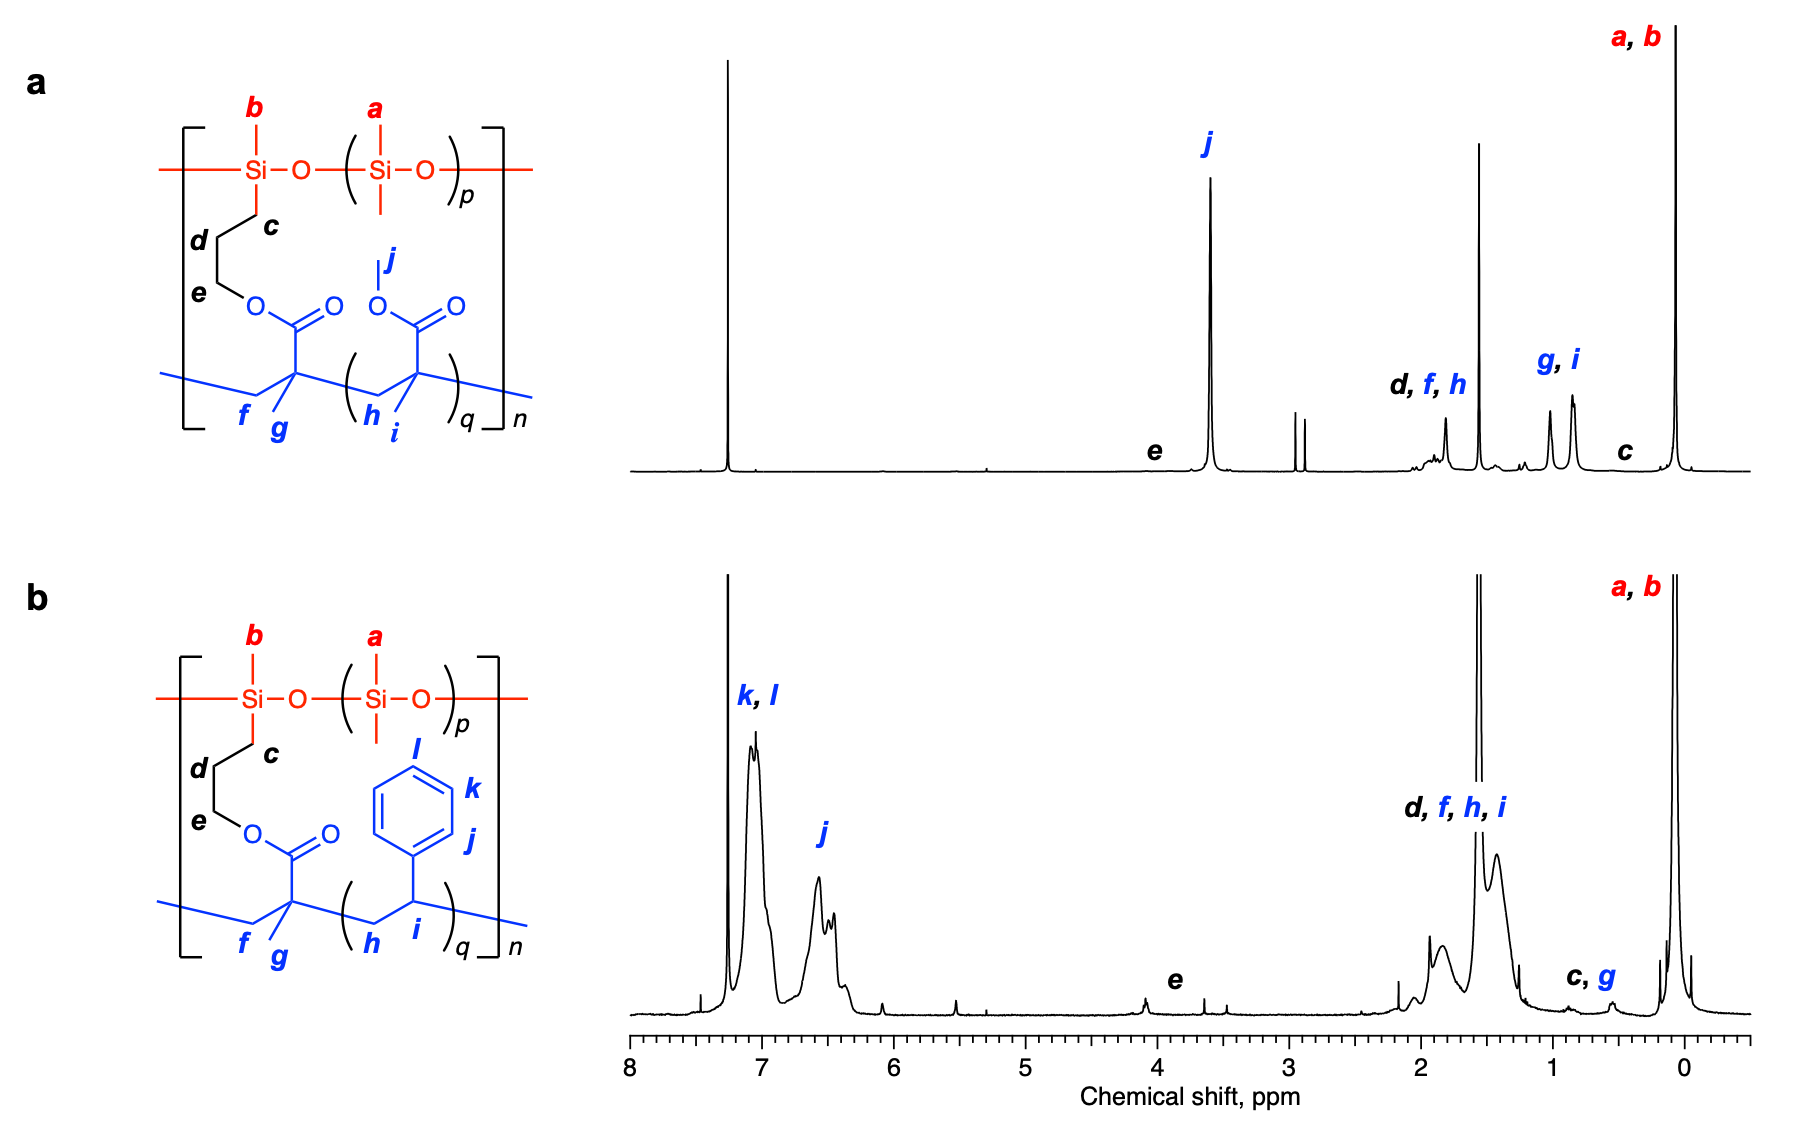 a
b
a
Si
O
Si
O
p
d
c
j
e
O
O
O
O
f
g
h
i
q
n
a, b
j
g, i
d, f, h
e
c
b
b
a
Si
O
Si
O
p
d
c
l
k
e
O
O
j
f
g
h
i
q
n
a, b
k, l
j
d, f, h, i
e
c, g
8 7 6 5 4 3 2 1 0
Chemical shift, ppm